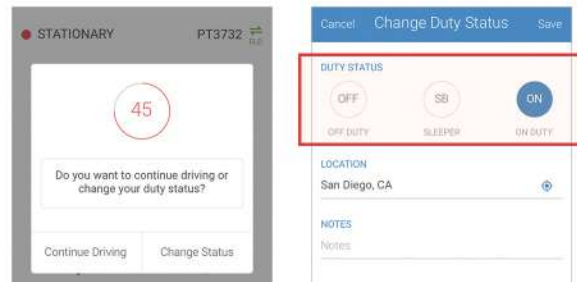 STATIONARY PT3732
45
Do you want to continue driving or
change your duty status?
Continue Driving Change Status
Cancel Change Duty Status Save
DUTY STATUS
OFF SB ON
OFF DUTY SLEEPER ON DUTY
LOCATION
San Diego, CA
NOTES
Notes